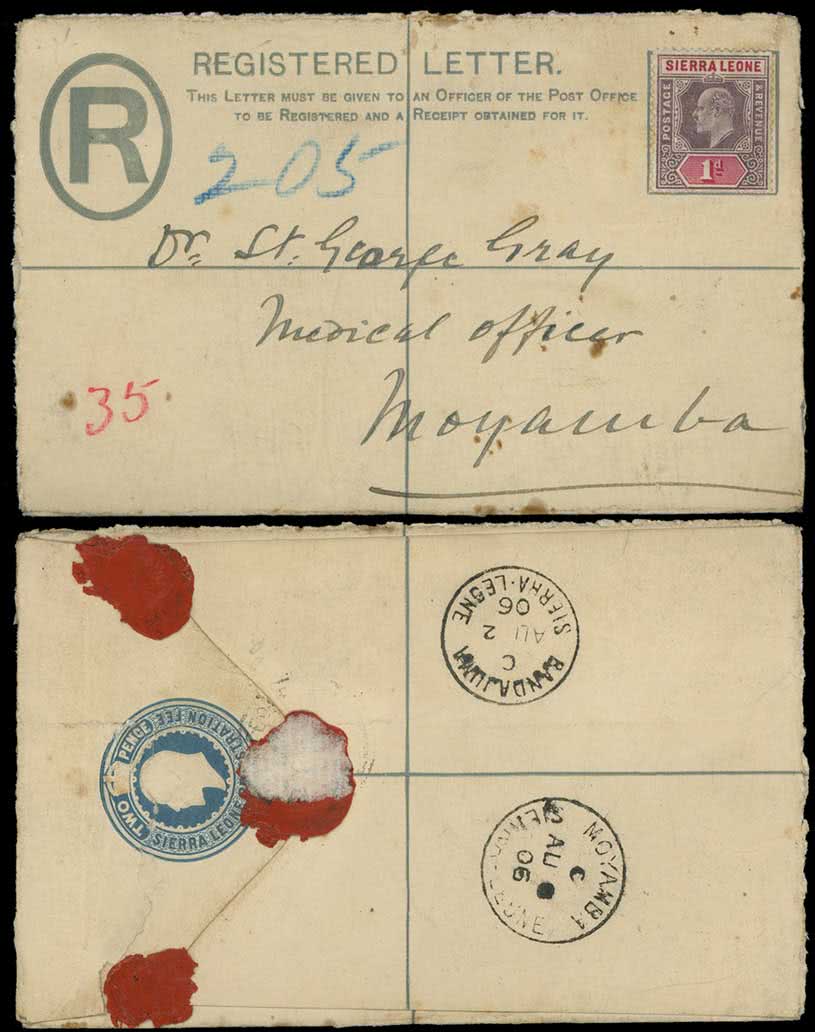 R
REGISTERED LETTER.
THIS LETTER MUST BE GIVEN TO AN OFFICER OF THE POST OFFICE
TO BE REGISTERED AND A RECEIPT OBTAINED FOR IT.
SIERRA LEONE
POSTAGE
& REVENUE
1d
205
Dr. St. George Gray
Medical Officer
Moyamba
35
BANDAJUMA
C
AU 2
06
SIERRA-LEONE
TWO PENCE
SIERRA LEONE
REGISTRATION FEE
MOYAMBA
C
AU
06
SIERRA-LEONE